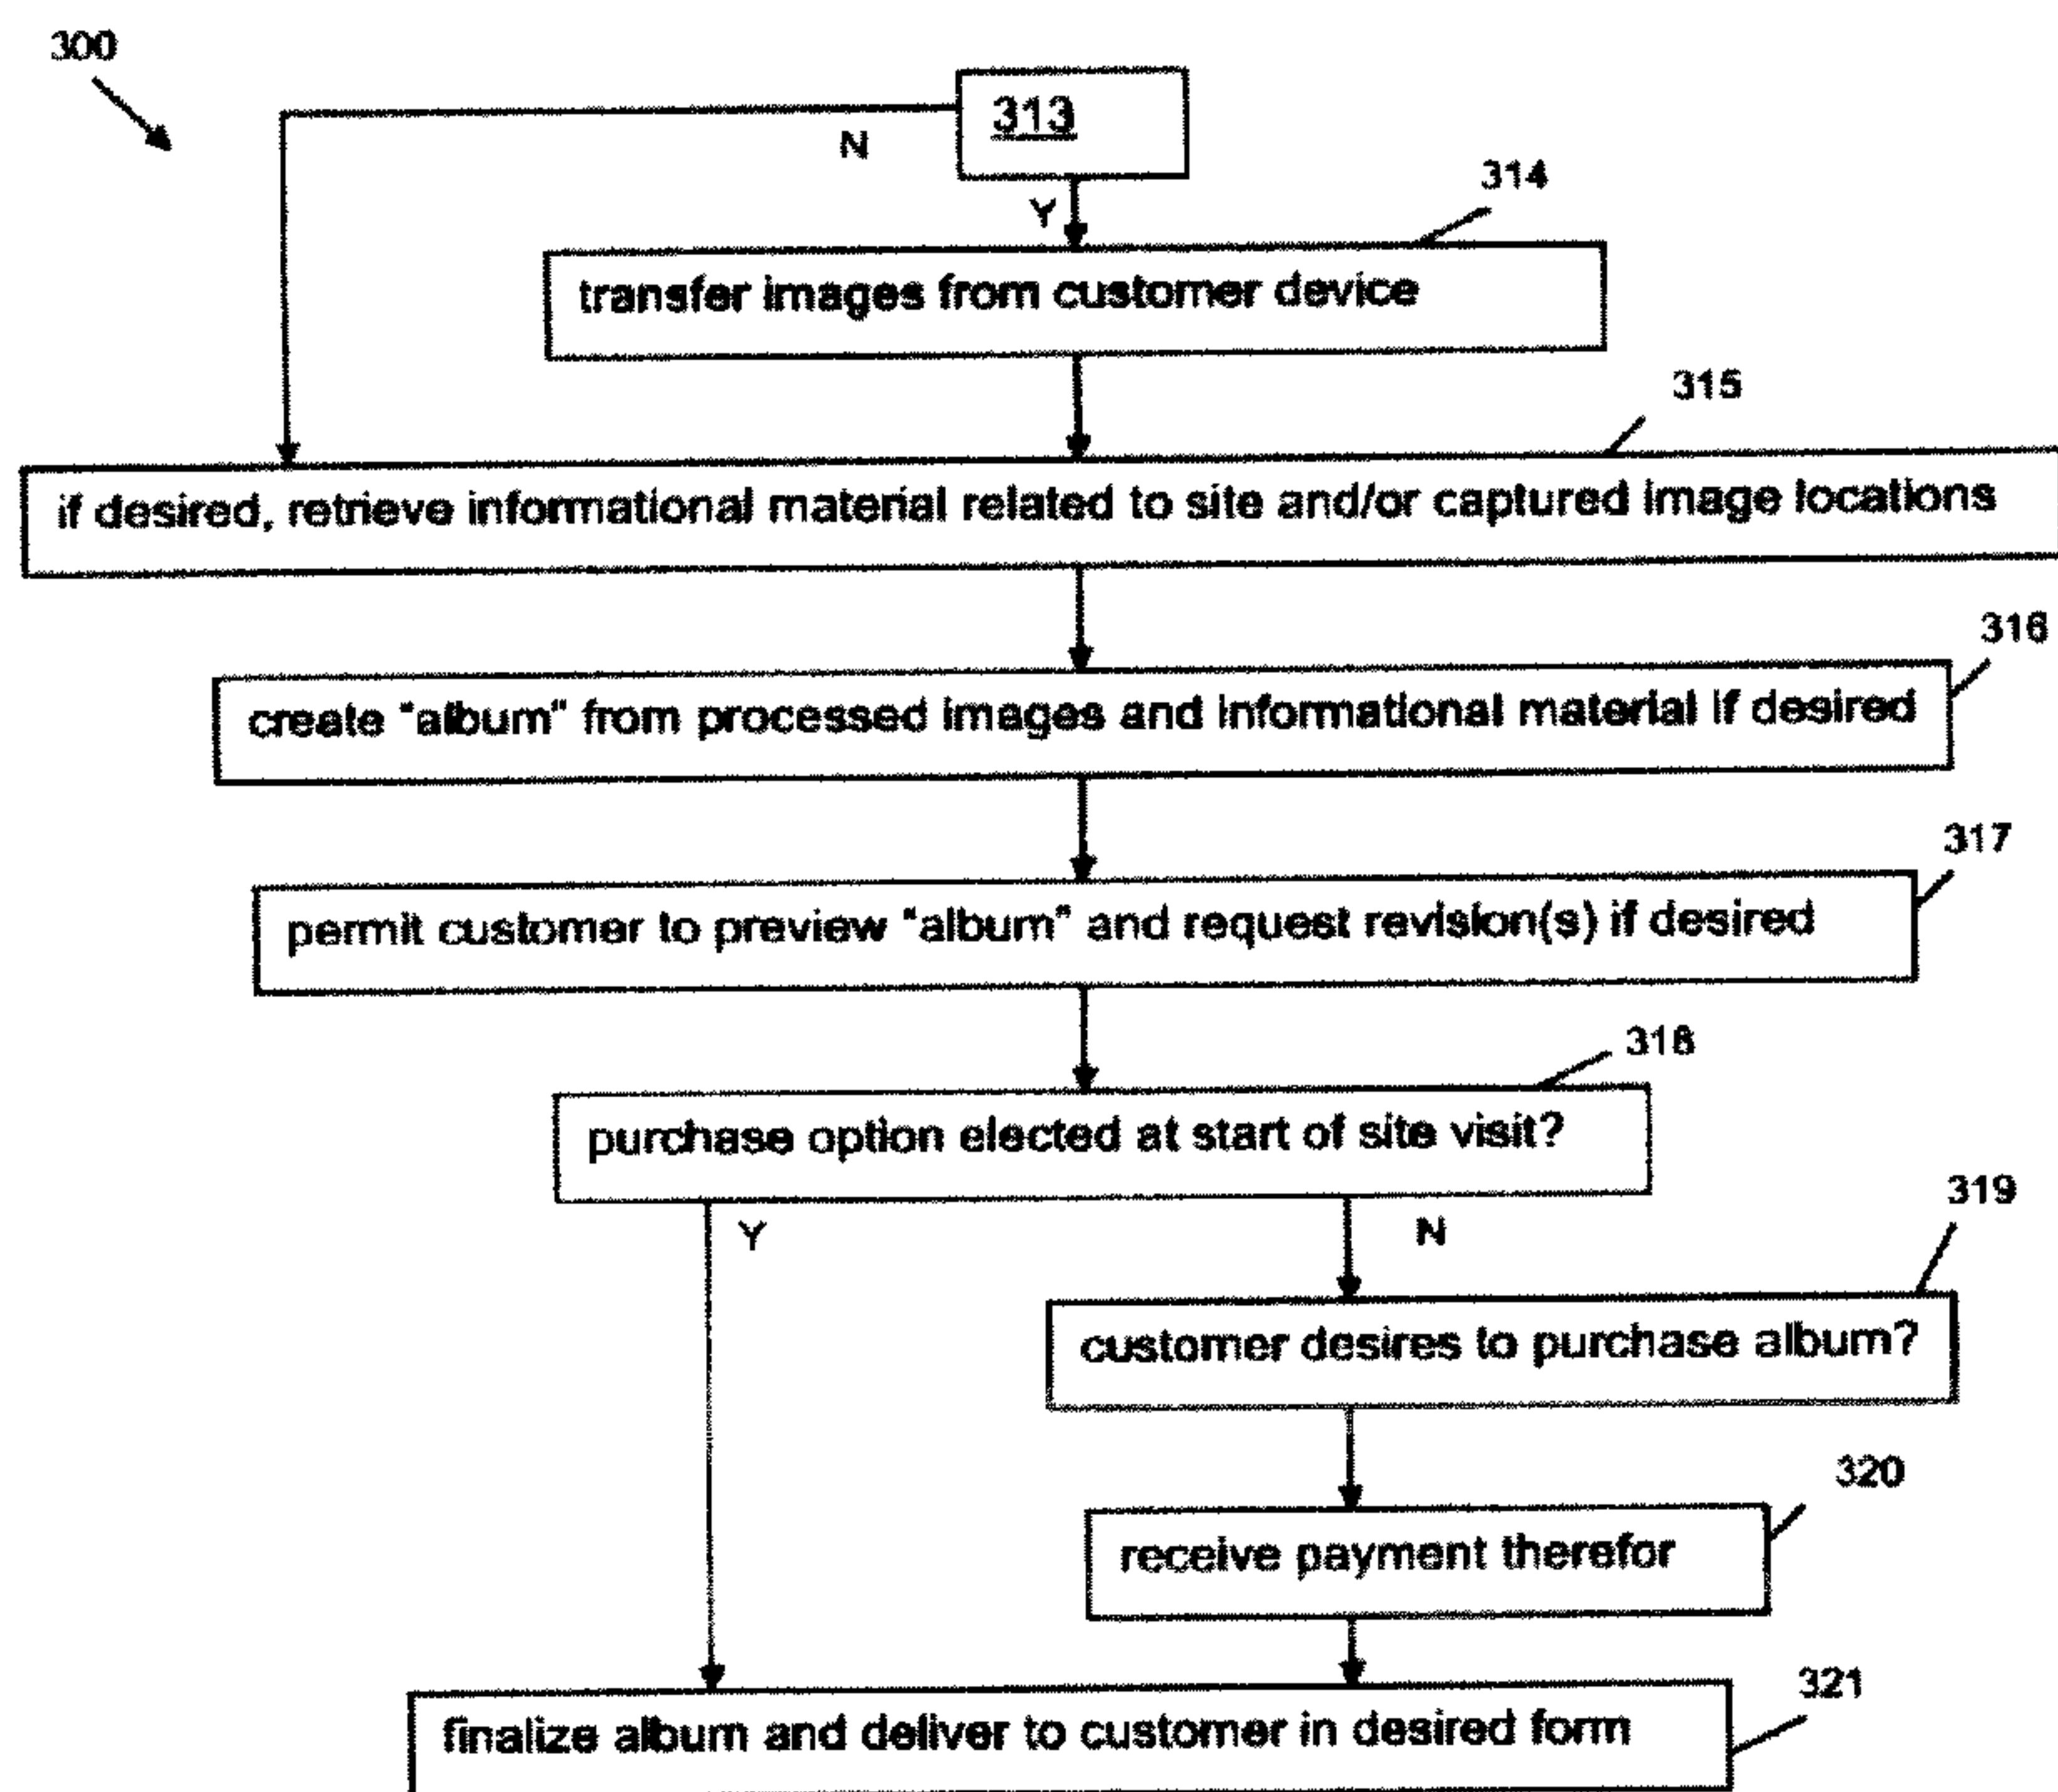 300
313
N
Y
314
transfer images from customer device
315
if desired, retrieve informational material related to site and/or captured image locations
316
create "album" from processed images and informational material if desired
317
permit customer to preview "album" and request revision(s) if desired
318
purchase option elected at start of site visit?
Y
N
319
customer desires to purchase album?
320
receive payment therefor
321
finalize album and deliver to customer in desired form